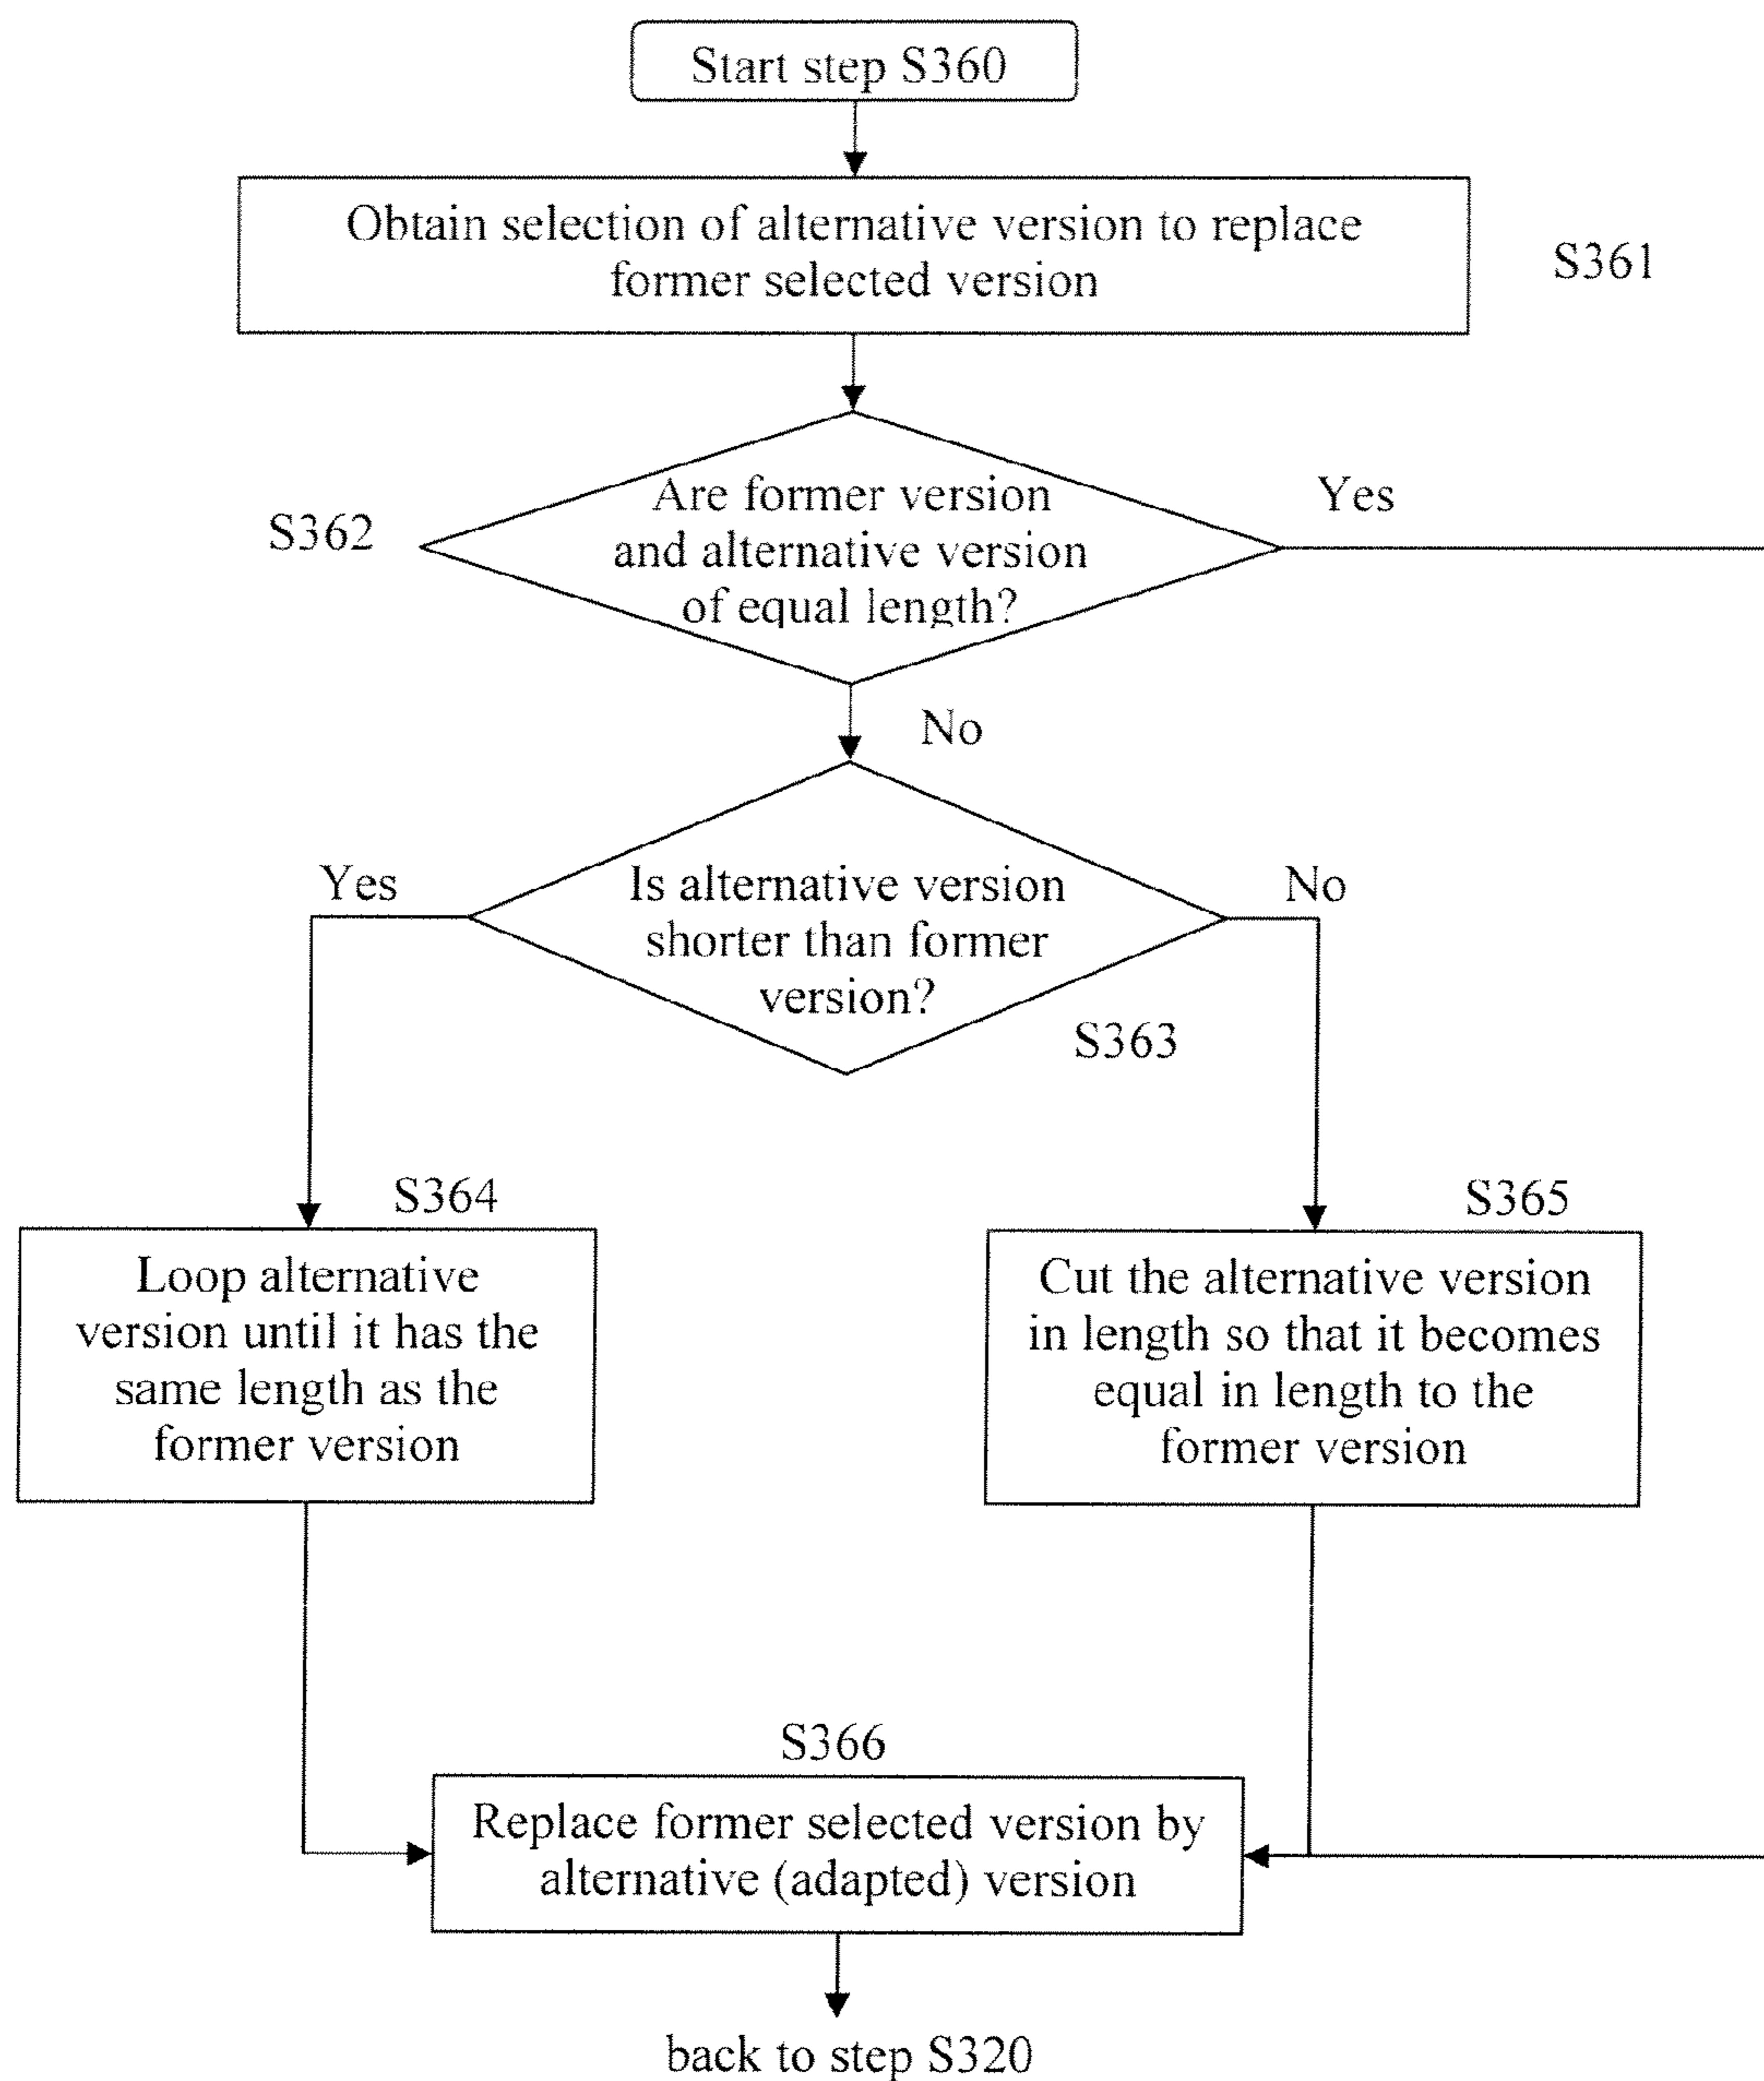 Start step S360
Obtain selection of alternative version to replace
former selected version
S361
S362
Are former version
and alternative version
of equal length?
Yes
No
Yes
Is alternative version
shorter than former
version?
No
S363
S364
Loop alternative
version until it has the
same length as the
former version
S365
Cut the alternative version
in length so that it becomes
equal in length to the
former version
S366
Replace former selected version by
alternative (adapted) version
back to step S320